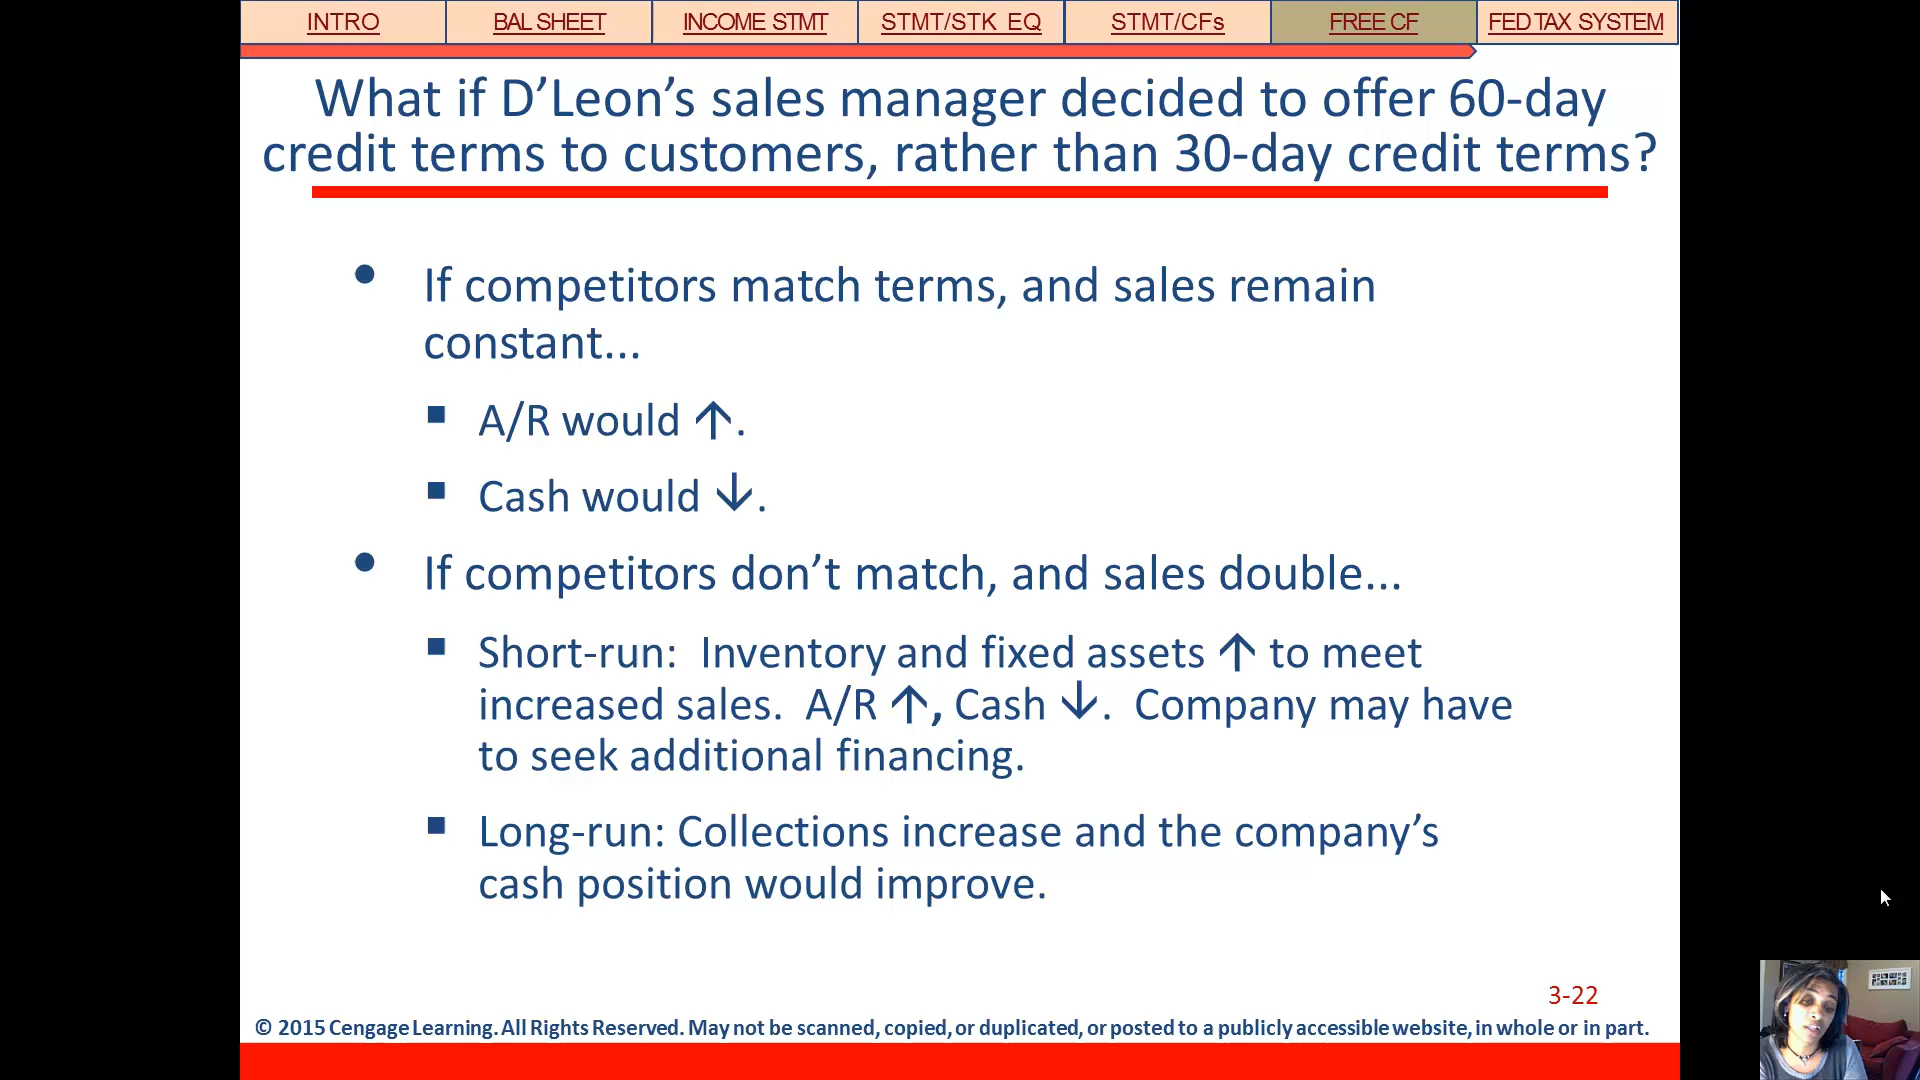 INTRO BAL SHEET INCOME STMT STMT/STK EQ STMT/CFs FREE CF FED TAX SYSTEM
What if D’Leon’s sales manager decided to offer 60-day
credit terms to customers, rather than 30-day credit terms?
• If competitors match terms, and sales remain
constant...
▪ A/R would ↑.
▪ Cash would ↓.
• If competitors don’t match, and sales double...
▪ Short-run: Inventory and fixed assets ↑ to meet
increased sales. A/R ↑, Cash ↓. Company may have
to seek additional financing.
▪ Long-run: Collections increase and the company’s
cash position would improve.
3-22
© 2015 Cengage Learning. All Rights Reserved. May not be scanned, copied, or duplicated, or posted to a publicly accessible website, in whole or in part.